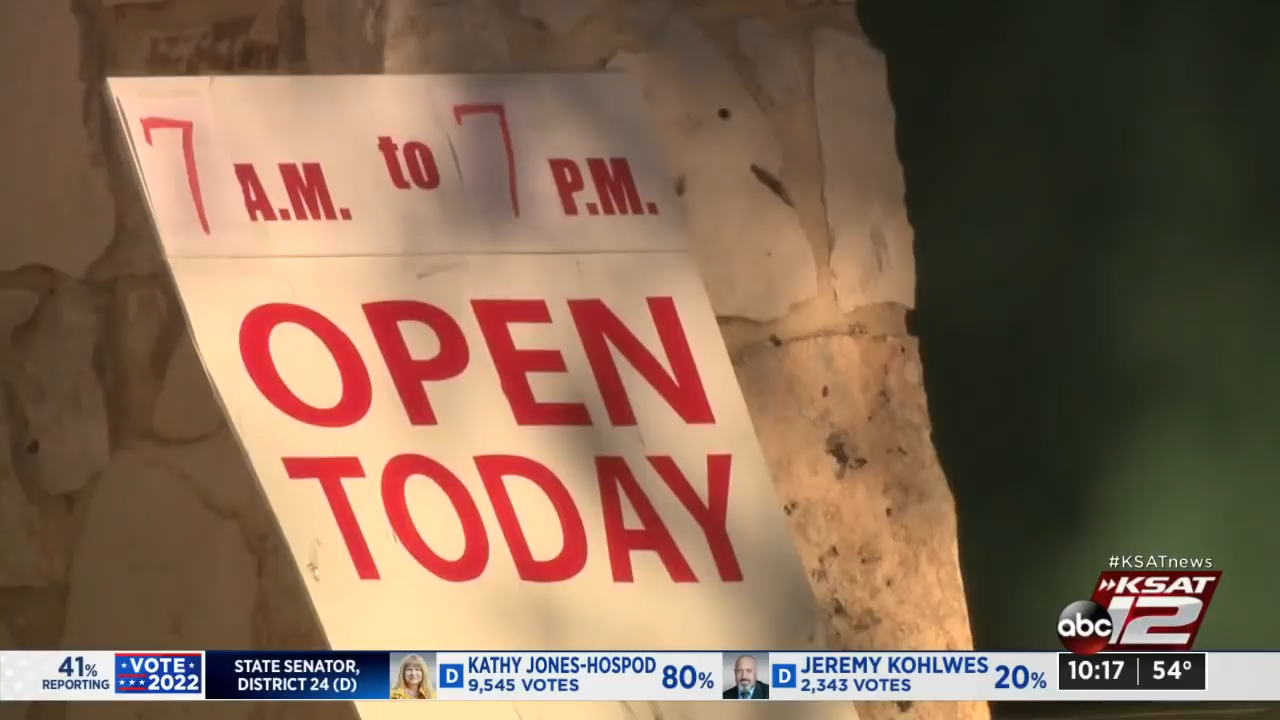 7 A.M. to 7 P.M.
OPEN
TODAY
#KSATnews
KSAT
abc 12
41% REPORTING
VOTE 2022
STATE SENATOR, DISTRICT 24 (D)
D KATHY JONES-HOSPOD 80%
9,545 VOTES
D JEREMY KOHLWES 20%
2,343 VOTES
10:17 54°